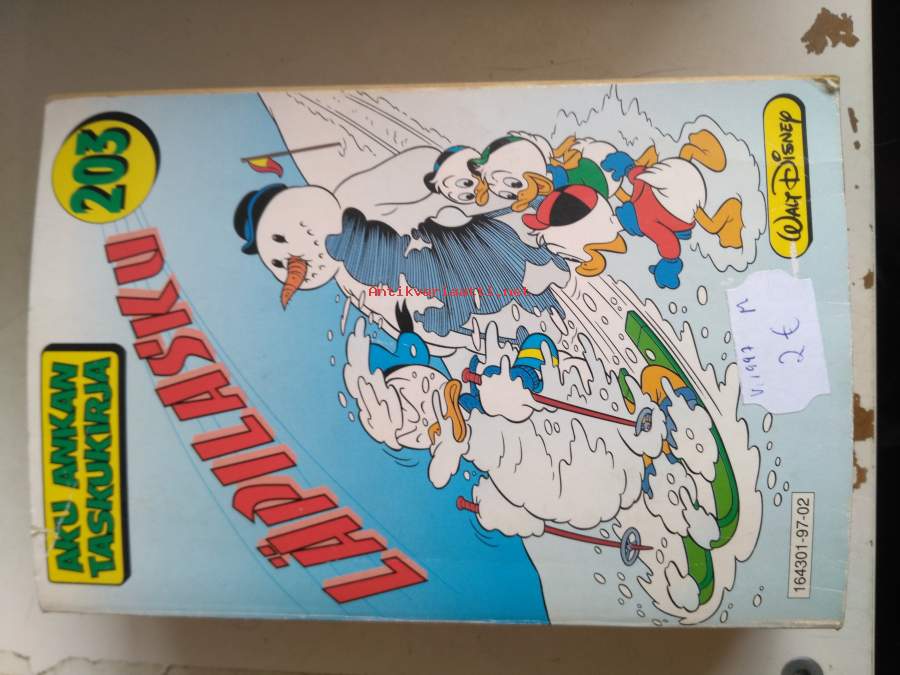 AKU ANKAN
TASKUKIRJA
203
LÄPILASKU
Antikvariaatti.net
V. 1997 M
2 €
WALT DISNEY
164301-97-02